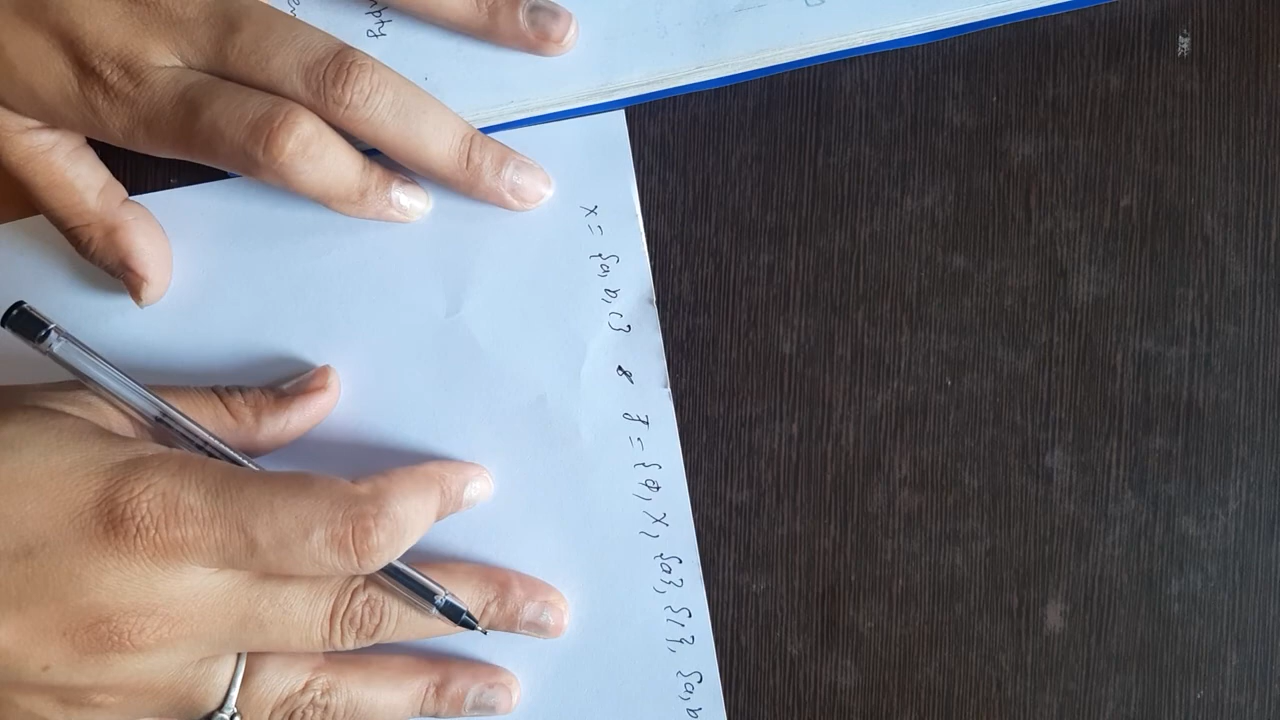 X = {a, b, c} & J = {φ, X, {a}, {c}, {a, b